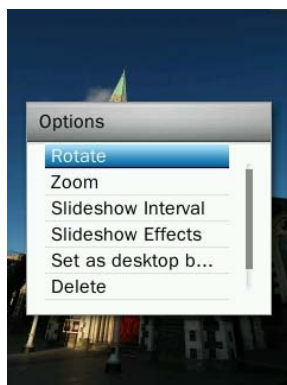 Options
Rotate
Zoom
Slideshow Interval
Slideshow Effects
Set as desktop b...
Delete